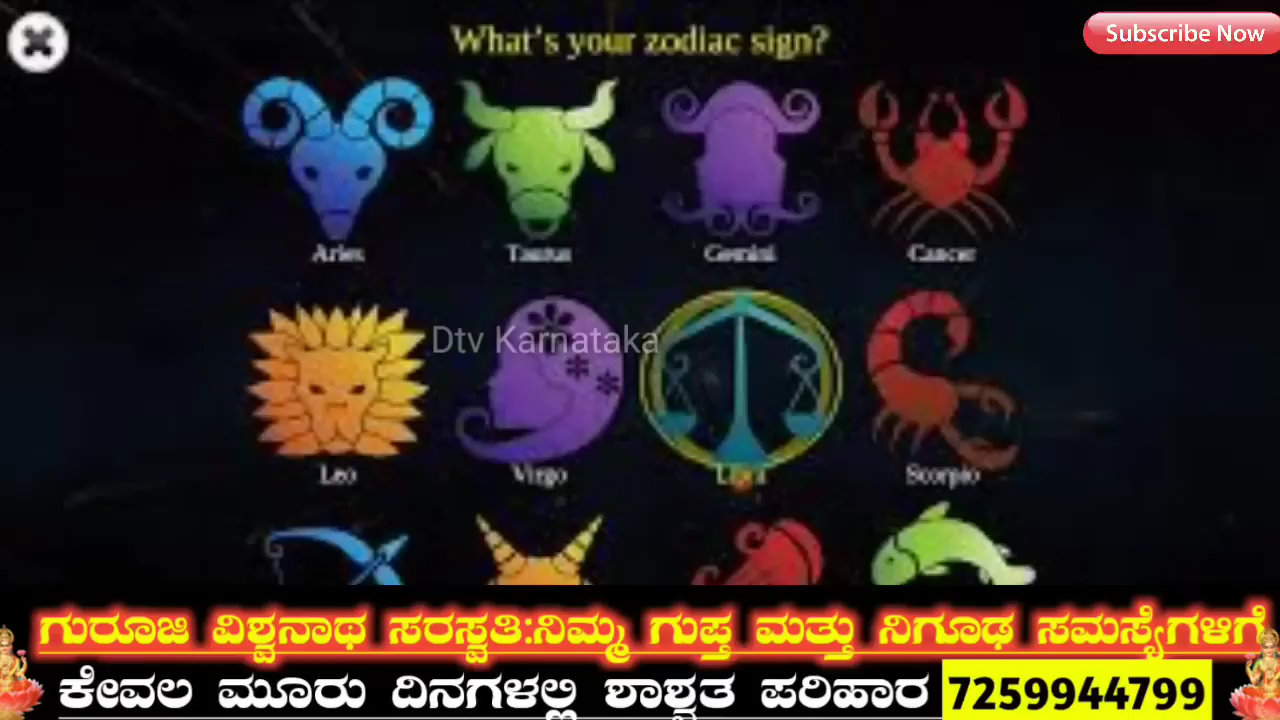 What's your zodiac sign?
Subscribe Now
Aries Taurus Gemini Cancer
Dtv Karnataka
Leo Virgo Libra Scorpio
ಗುರೂಜಿ ವಿಶ್ವನಾಥ ಸರಸ್ವತಿ:ನಿಮ್ಮ ಗುಪ್ತ ಮತ್ತು ನಿಗೂಢ ಸಮಸ್ಯೆಗಳಿಗೆ
ಕೇವಲ ಮೂರು ದಿನಗಳಲ್ಲಿ ಶಾಶ್ವತ ಪರಿಹಾರ 7259944799